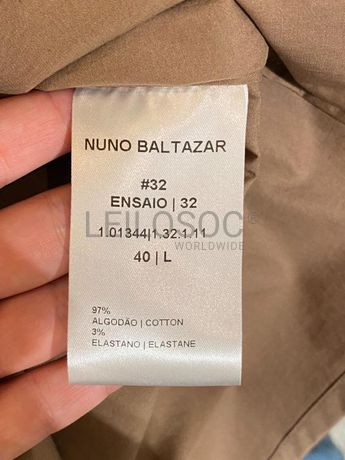 NUNO BALTAZAR
#32
ENSAIO | 32
LEILOSOC®
WORLDWIDE
1.01344|1.32.1.11
40 | L
97%
ALGODÃO | COTTON
3%
ELASTANO | ELASTANE